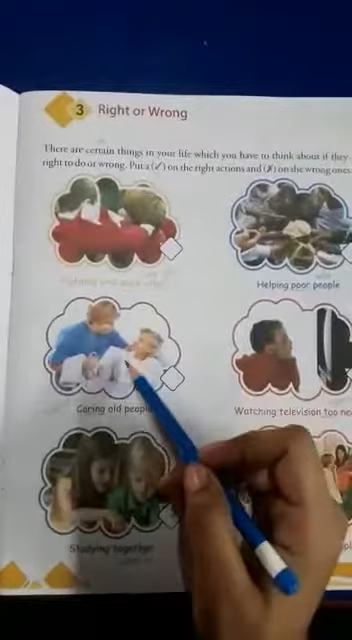 3 Right or Wrong
There are certain things in your life which you have to think about if they
right to do or wrong. Put a (✓) on the right actions and (✗) on the wrong ones
Helping poor people
Caring old people
Watching television too
Studying together